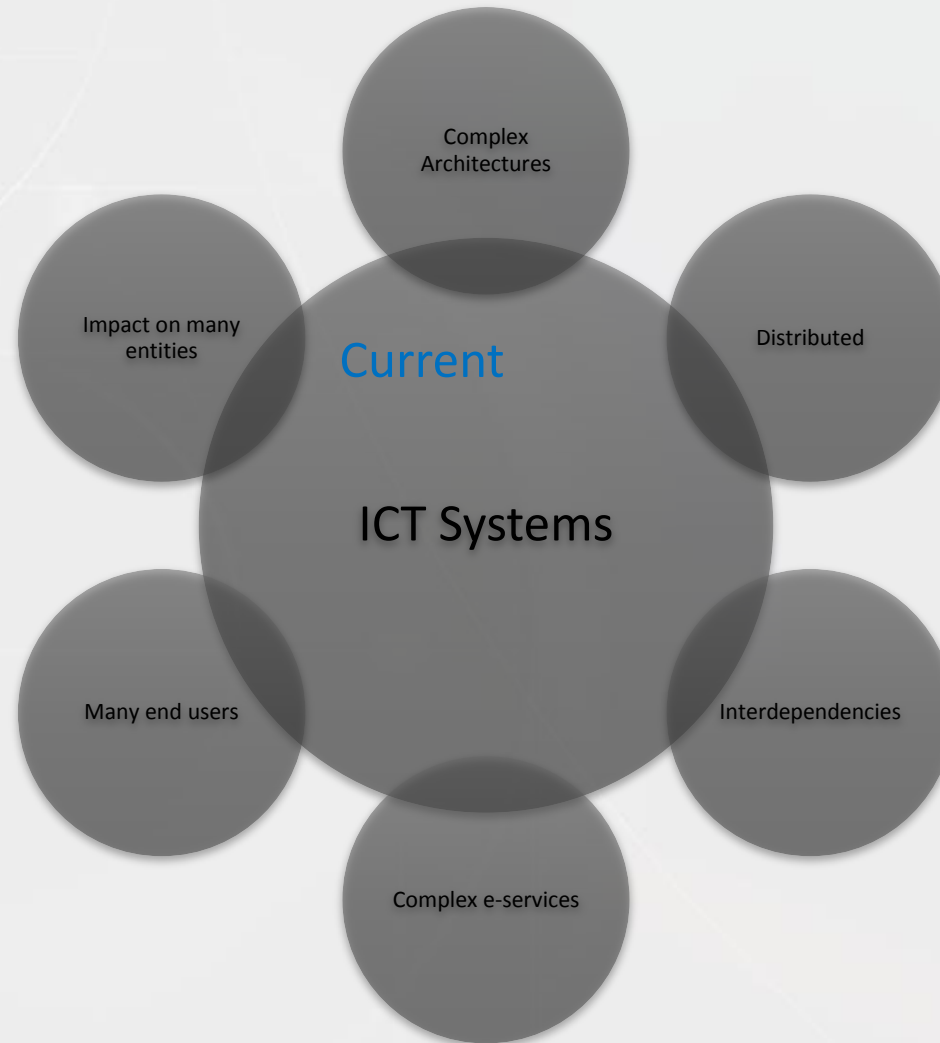 Complex
Architectures
Impact on many
entities
Distributed
Current
ICT Systems
Many end users
Interdependencies
Complex e-services